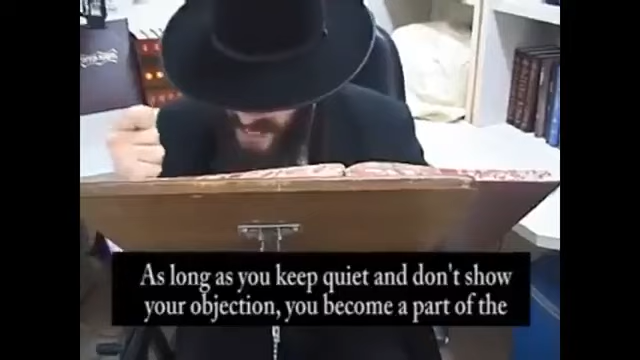 As long as you keep quiet and don't show
your objection, you become a part of the